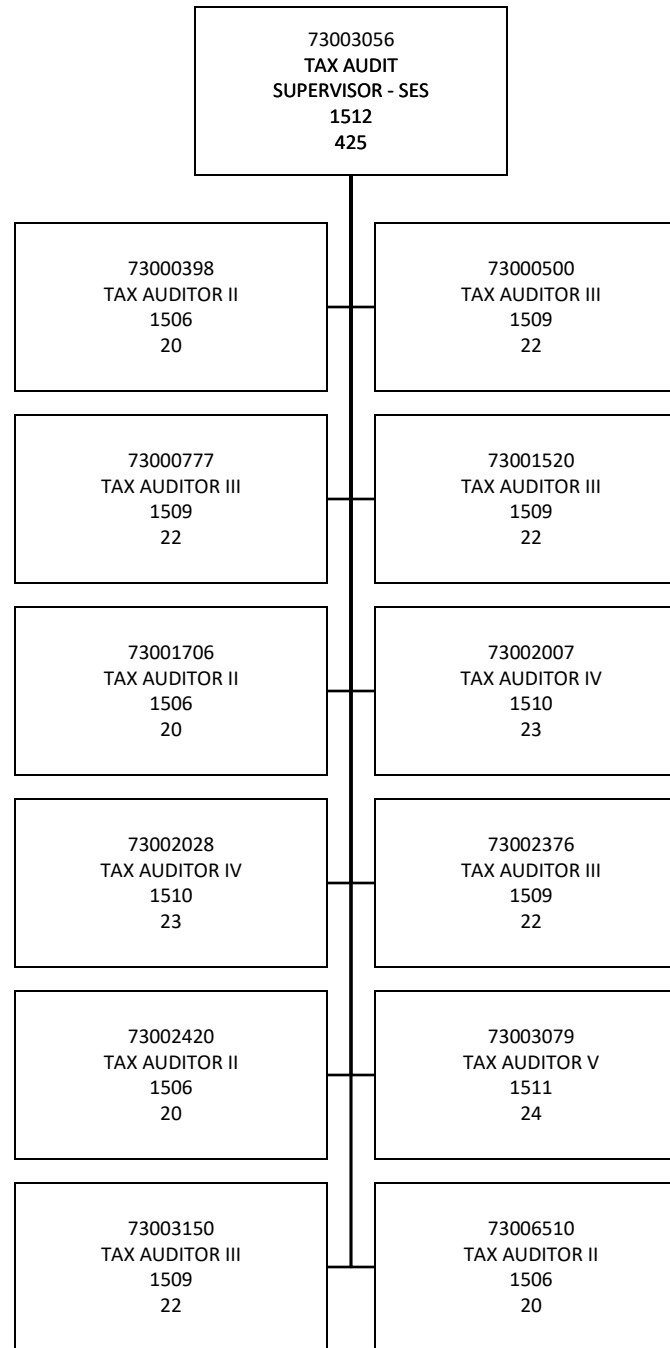 73003056
TAX AUDIT
SUPERVISOR - SES
1512
425
73000398
TAX AUDITOR II
1506
20
73000500
TAX AUDITOR III
1509
22
73000777
TAX AUDITOR III
1509
22
73001520
TAX AUDITOR III
1509
22
73001706
TAX AUDITOR II
1506
20
73002007
TAX AUDITOR IV
1510
23
73002028
TAX AUDITOR IV
1510
23
73002376
TAX AUDITOR III
1509
22
73002420
TAX AUDITOR II
1506
20
73003079
TAX AUDITOR V
1511
24
73003150
TAX AUDITOR III
1509
22
73006510
TAX AUDITOR II
1506
20